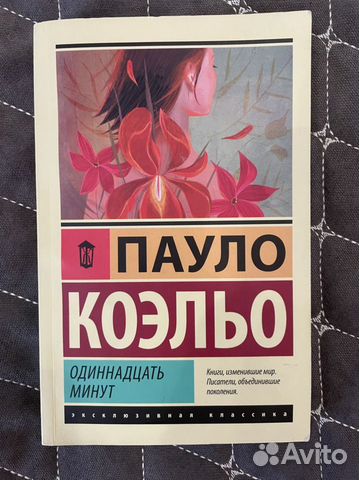 ПАУЛО
КОЭЛЬО
ОДИННАДЦАТЬ
МИНУТ
Книги, изменившие мир.
Писатели, объединившие
поколения.
эксклюзивная классика
Avito